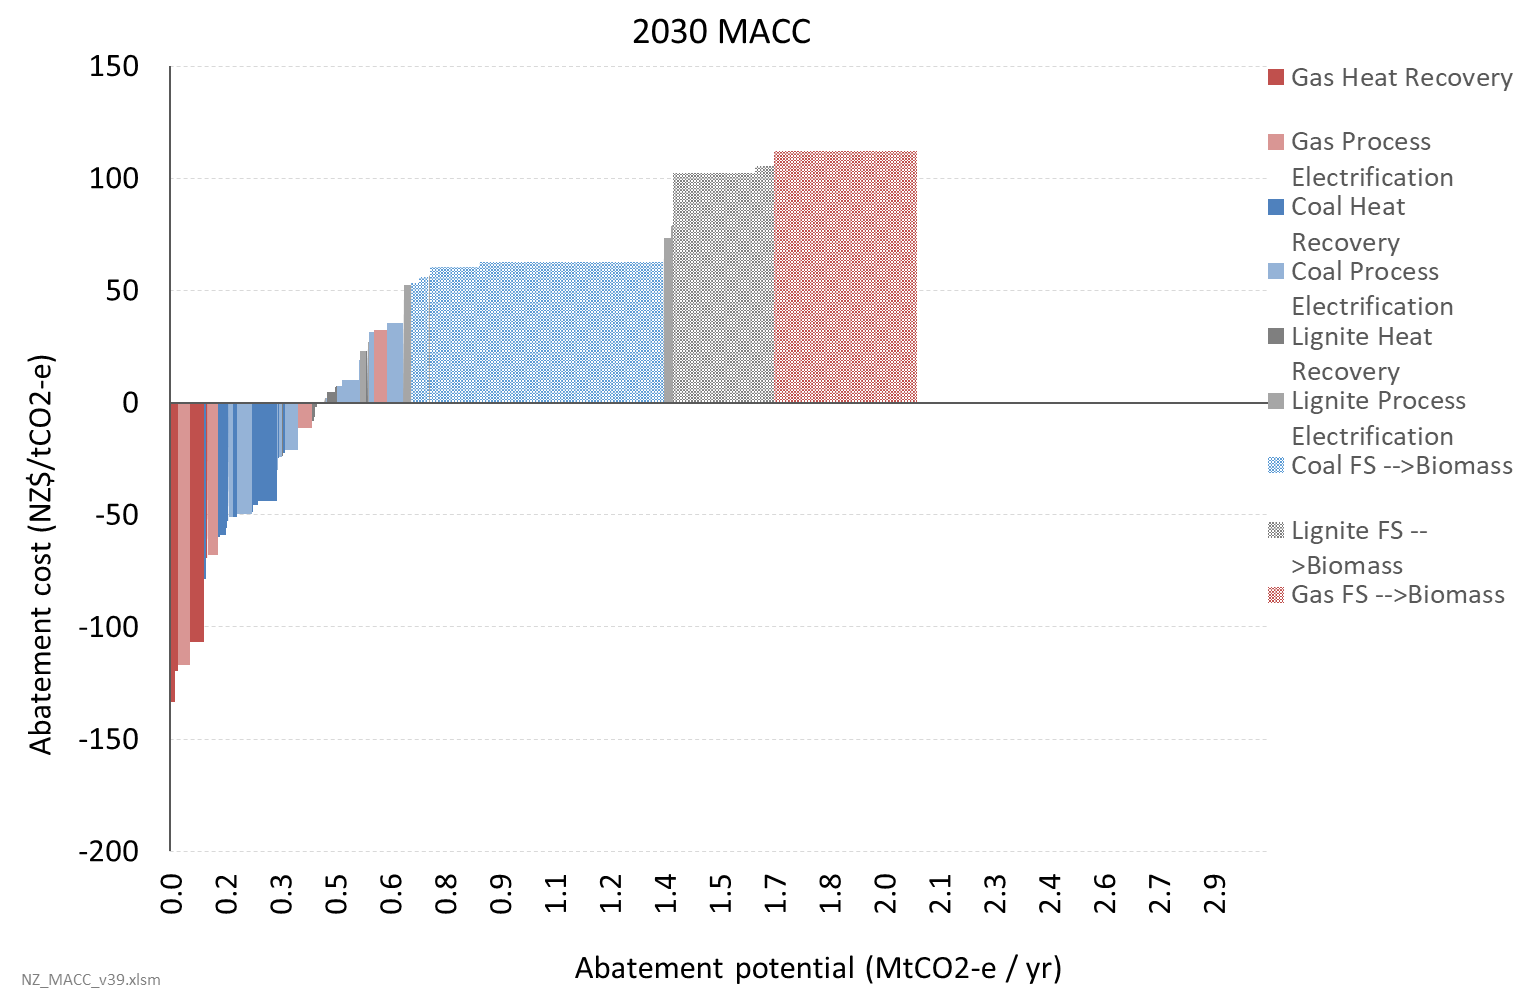 2030 MACC
150
100
50
0
-50
-100
-150
-200
Abatement cost (NZ$/tCO2-e)
0.0
0.2
0.3
0.5
0.6
0.8
0.9
1.1
1.2
1.4
1.5
1.7
1.8
2.0
2.1
2.3
2.4
2.6
2.7
2.9
Abatement potential (MtCO2-e / yr)
Gas Heat Recovery
Gas Process
Electrification
Coal Heat
Recovery
Coal Process
Electrification
Lignite Heat
Recovery
Lignite Process
Electrification
Coal FS -->Biomass
Lignite FS --
>Biomass
Gas FS -->Biomass
NZ_MACC_v39.xlsm